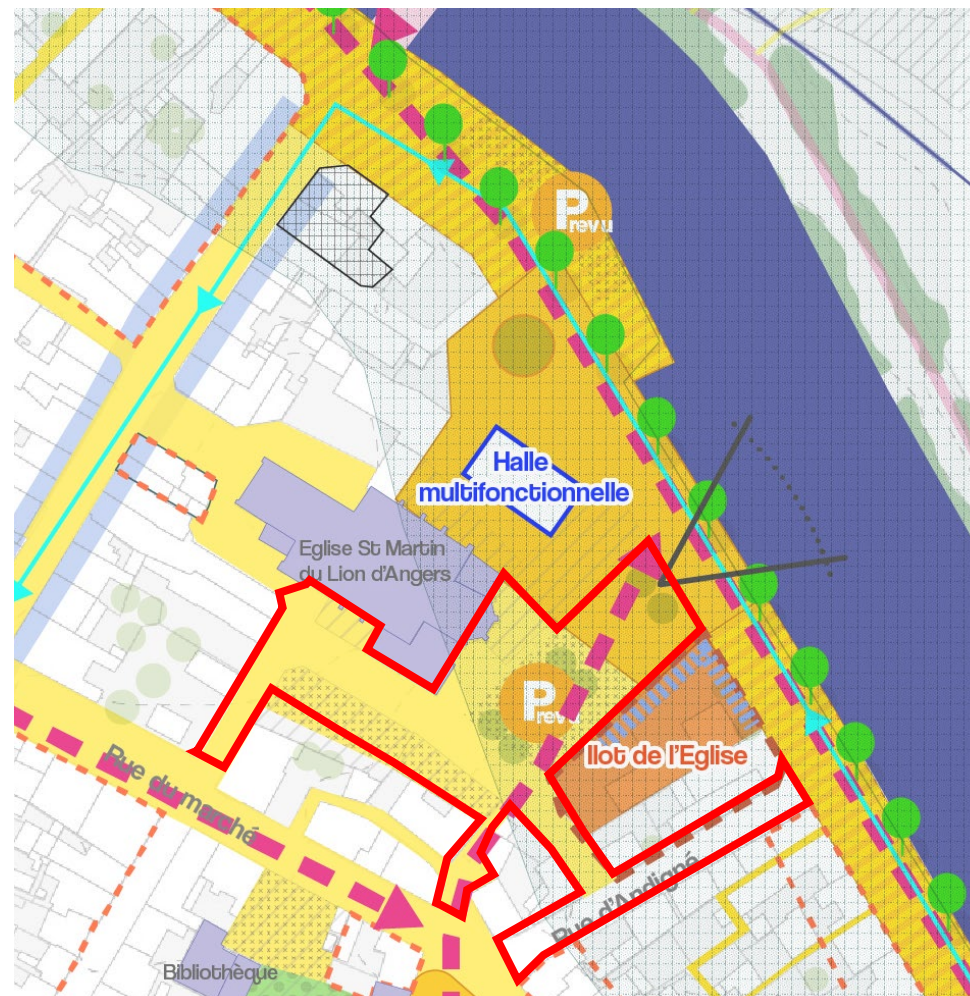 Prevu
Halle
multifonctionnelle
Eglise St Martin
du Lion d'Angers
Prevu
Ilot de l'Eglise
Rue du marché
Rue d'Andigné
Bibliothèque